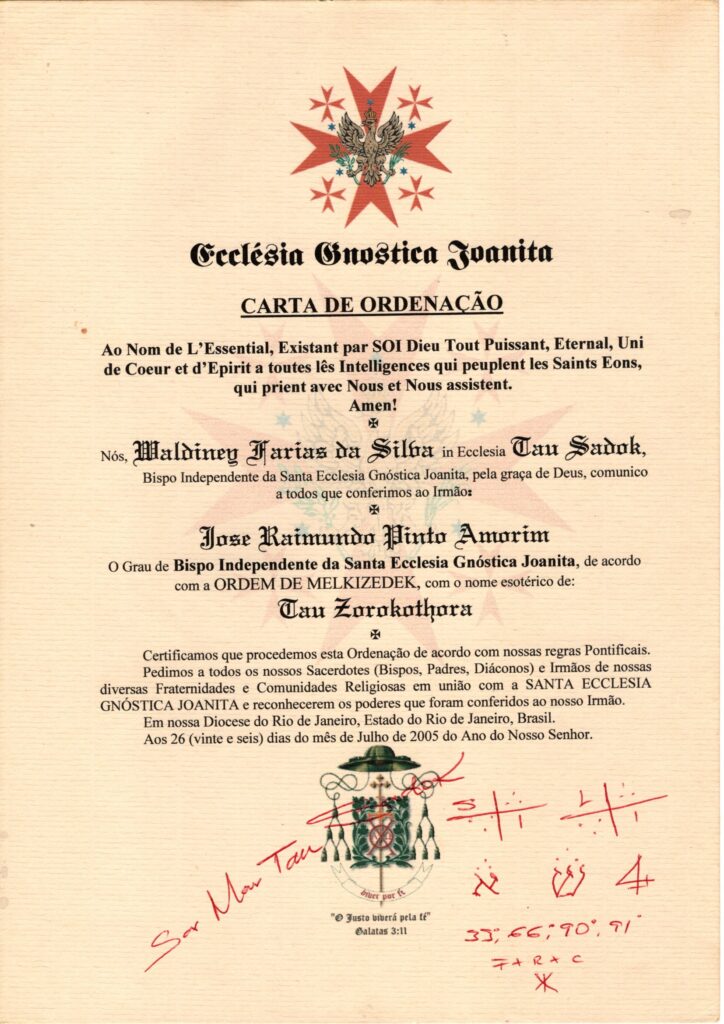 Ecclésia Gnostica Joanita
CARTA DE ORDENAÇÃO
Ao Nom de L'Essential, Existant par SOI Dieu Tout Puissant, Eternal, Uni
de Coeur et d'Epirit a toutes lês Intelligences qui peuplent les Saints Eons,
qui prient avec Nous et Nous assistent.
Amen!
Nós, Waldiney Farias da Silva in Ecclesia Tau Sadok,
Bispo Independente da Santa Ecclesia Gnóstica Joanita, pela graça de Deus, comunico
a todos que conferimos ao Irmão:
Jose Raimundo Pinto Amorim
O Grau de Bispo Independente da Santa Ecclesia Gnóstica Joanita, de acordo
com a ORDEM DE MELKIZEDEK, com o nome esotérico de:
Tau Zorokothora
Certificamos que procedemos esta Ordenação de acordo com nossas regras Pontificais.
Pedimos a todos os nossos Sacerdotes (Bispos, Padres, Diáconos) e Irmãos de nossas
diversas Fraternidades e Comunidades Religiosas em união com a SANTA ECCLESIA
GNÓSTICA JOANITA e reconhecerem os poderes que foram conferidos ao nosso Irmão.
Em nossa Diocese do Rio de Janeiro, Estado do Rio de Janeiro, Brasil.
Aos 26 (vinte e seis) dias do mês de Julho de 2005 do Ano do Nosso Senhor.
Sar Mar Tau Sadok
S L
viver por fé
"O Justo viverá pela fé"
Galatas 3:11
33°, 66°, 90°, 91°
F + R + C